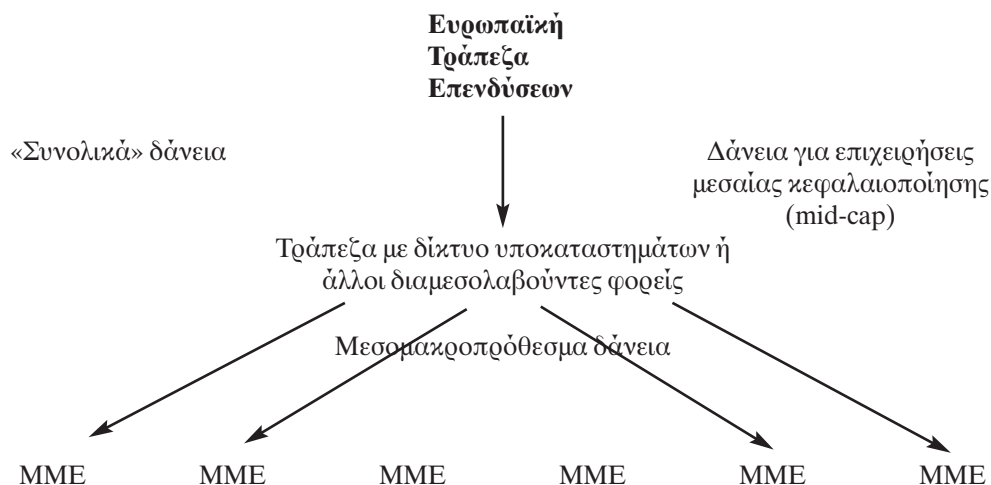 Ευρωπαϊκή
Τράπεζα
Επενδύσεων
«Συνολικά» δάνεια
Δάνεια για επιχειρήσεις
μεσαίας κεφαλαιοποίησης
(mid-cap)
Τράπεζα με δίκτυο υποκαταστημάτων ή
άλλοι διαμεσολαβούντες φορείς
Μεσομακροπρόθεσμα δάνεια
ΜΜΕ ΜΜΕ ΜΜΕ ΜΜΕ ΜΜΕ ΜΜΕ